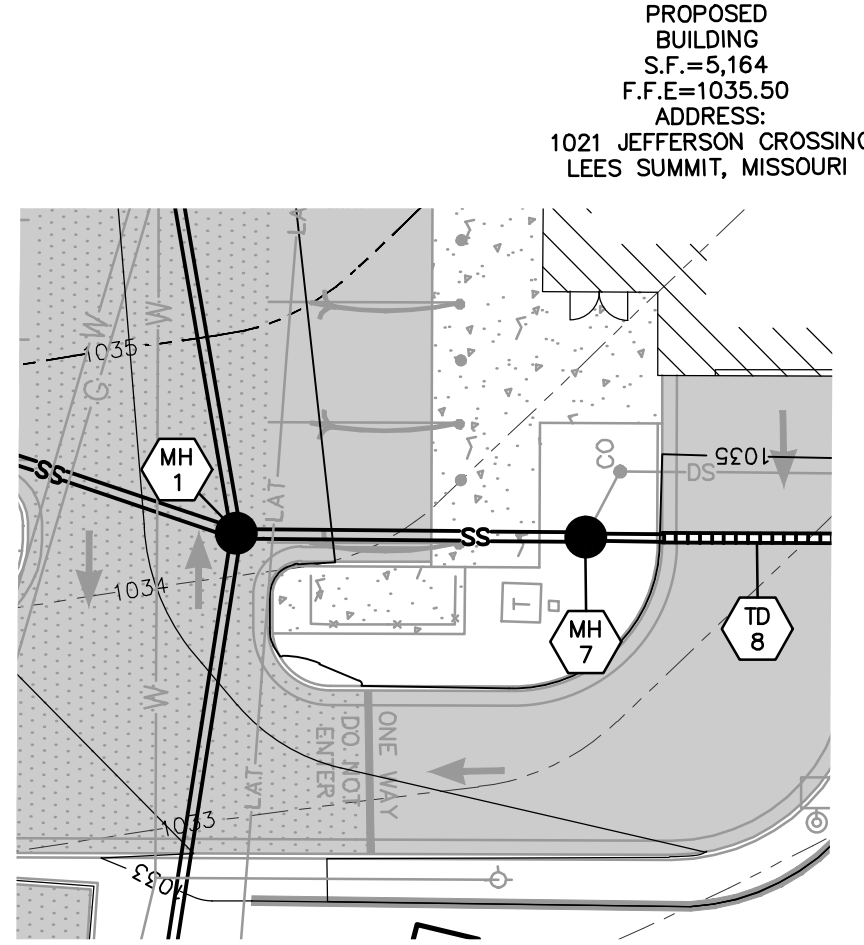 PROPOSED
BUILDING
S.F.=5,164
F.F.E=1035.50
ADDRESS:
1021 JEFFERSON CROSSING
LEES SUMMIT, MISSOURI
LA
W
W
1035
G
MH
1
SS
CO
1035
DS
LAT
SS
1034
T
MH
7
TD
8
W
ONE WAY
DO NOT
ENTER
LAT
1033
1033